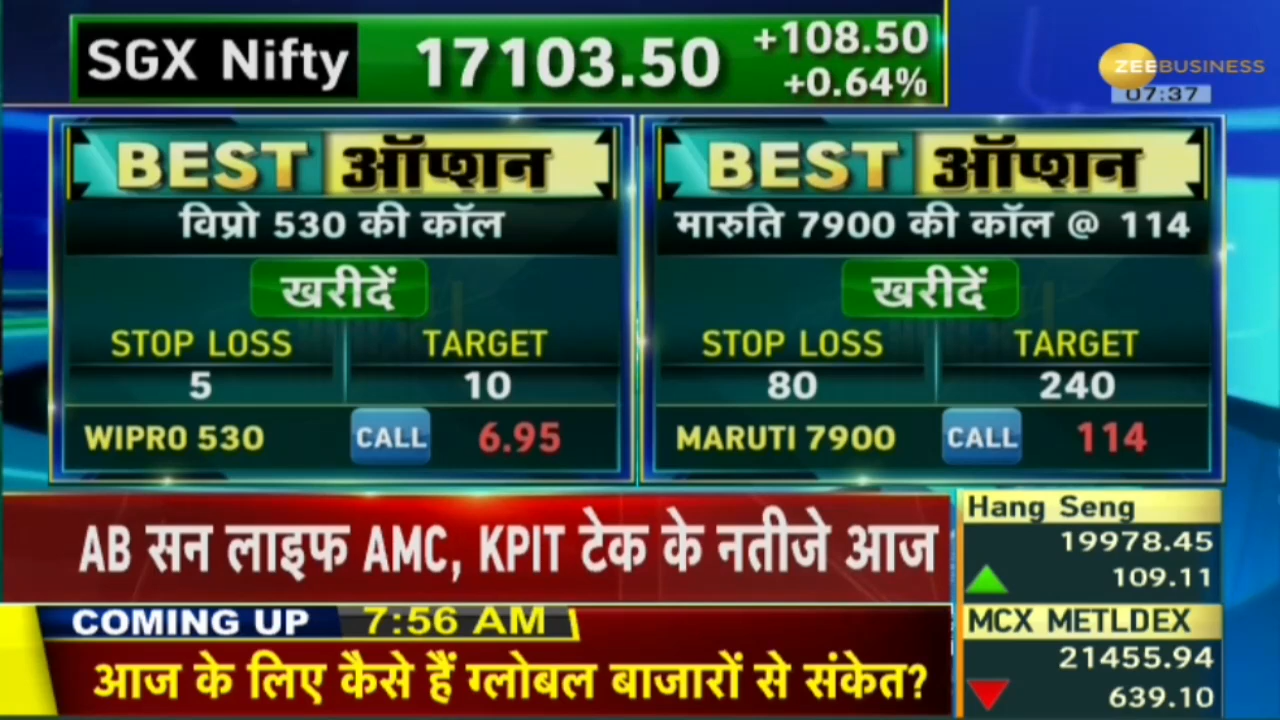 SGX Nifty 17103.50 +108.50
+0.64%
ZEEBUSINESS
07:37
BEST ऑप्शन
विप्रो 530 की कॉल
खरीदें
STOP LOSS TARGET
5 10
WIPRO 530 CALL 6.95
BEST ऑप्शन
मारुति 7900 की कॉल @ 114
खरीदें
STOP LOSS TARGET
80 240
MARUTI 7900 CALL 114
AB सन लाइफ AMC, KPIT टेक के नतीजे आज
COMING UP 7:56 AM
आज के लिए कैसे हैं ग्लोबल बाजारों से संकेत?
Hang Seng
19978.45
109.11
MCX METLDEX
21455.94
639.10